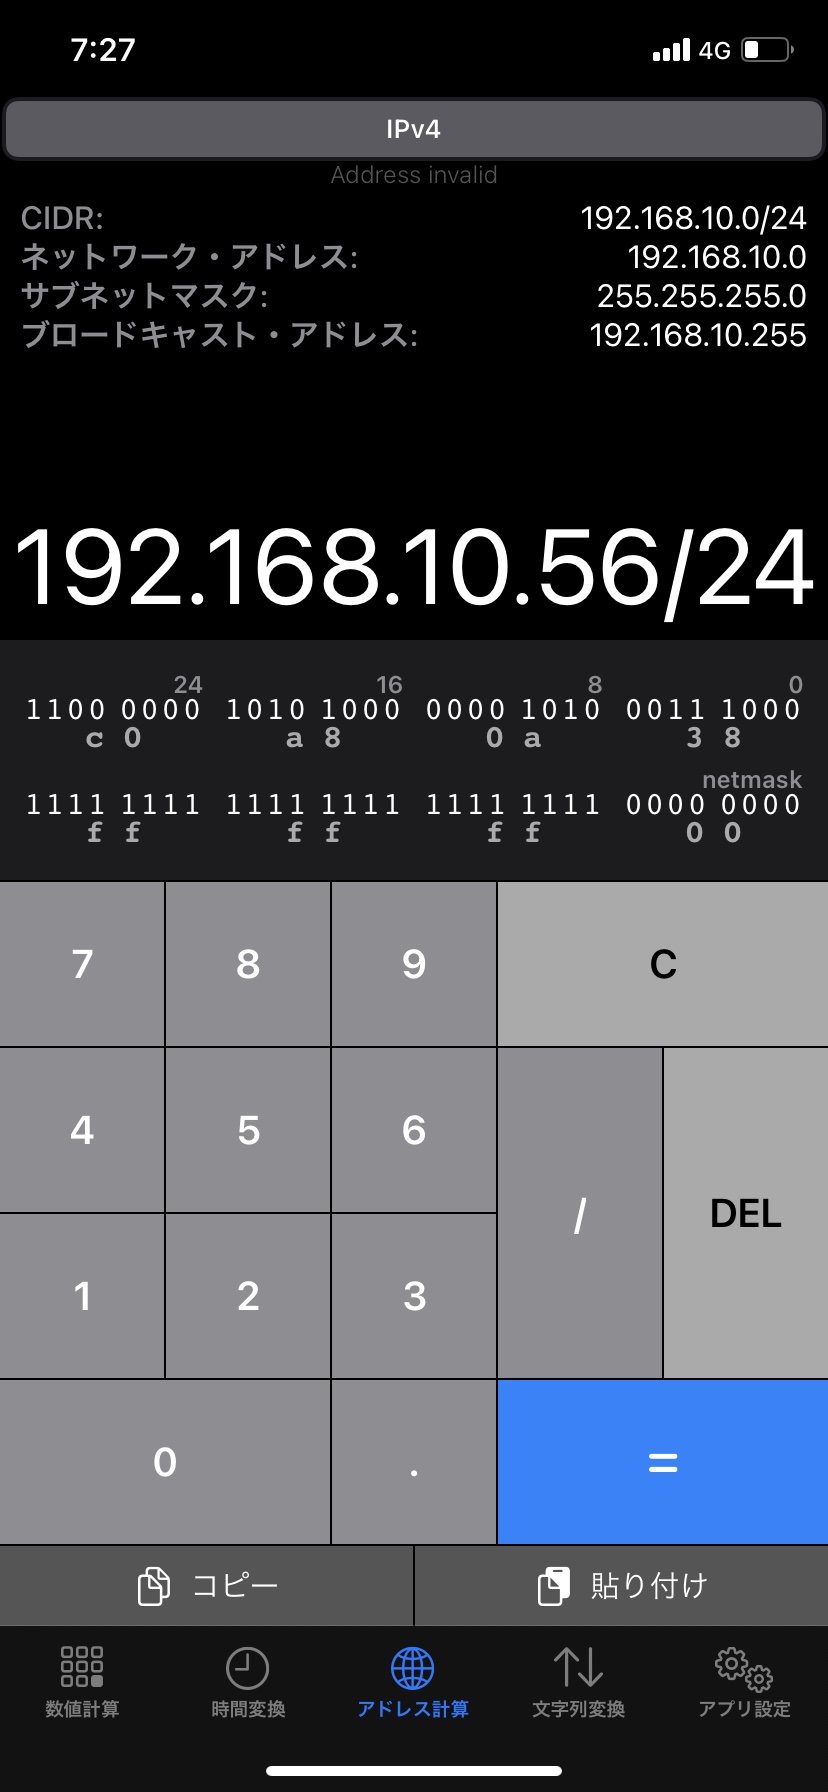 7:27 4G
IPv4
Address invalid
CIDR: 192.168.10.0/24
ネットワーク・アドレス: 192.168.10.0
サブネットマスク: 255.255.255.0
ブロードキャスト・アドレス: 192.168.10.255
192.168.10.56/24
24 16 8 0
1100 0000 1010 1000 0000 1010 0011 1000
c 0 a 8 0 a 3 8
netmask
1111 1111 1111 1111 1111 1111 0000 0000
f f f f f f 0 0
7 8 9 C
4 5 6
/ DEL
1 2 3
0 . =
コピー 貼り付け
数値計算 時間変換 アドレス計算 文字列変換 アプリ設定